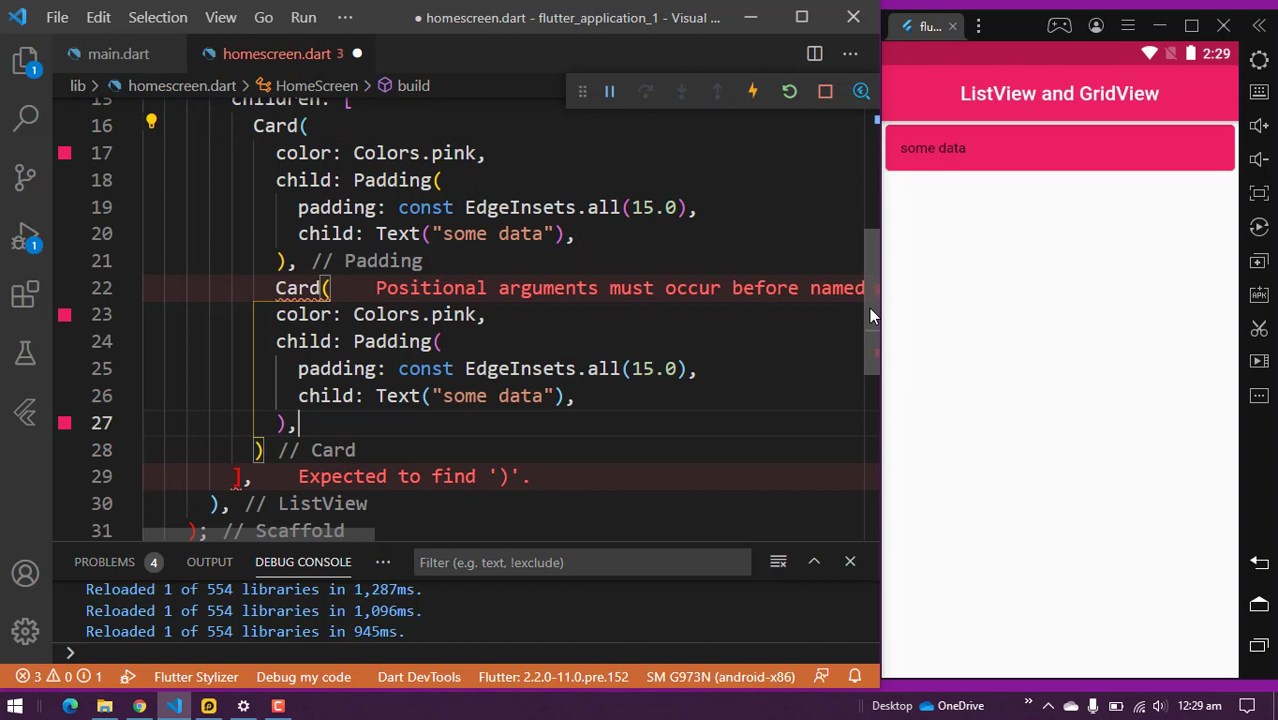 File Edit Selection View Go Run ··· ● homescreen.dart - flutter_application_1 - Visual ...
flu...
main.dart homescreen.dart 3 ●
2:29
lib > homescreen.dart > HomeScreen > build
ListView and GridView
15 children: [
16 Card(
17 color: Colors.pink,
some data
18 child: Padding(
19 padding: const EdgeInsets.all(15.0),
20 child: Text("some data"),
21 ), // Padding
22 Card( Positional arguments must occur before named
23 color: Colors.pink,
24 child: Padding(
25 padding: const EdgeInsets.all(15.0),
26 child: Text("some data"),
27 ),
28 ) // Card
29 ], Expected to find ')'.
30 ), // ListView
31 ); // Scaffold
1
1
PROBLEMS 4 OUTPUT DEBUG CONSOLE ··· Filter (e.g. text, !exclude)
Reloaded 1 of 554 libraries in 1,287ms.
Reloaded 1 of 554 libraries in 1,096ms.
Reloaded 1 of 554 libraries in 945ms.
>
3 0 1 Flutter Stylizer Debug my code Dart DevTools Flutter: 2.2.0-11.0.pre.152 SM G973N (android-x86)
Desktop » OneDrive 12:29 am